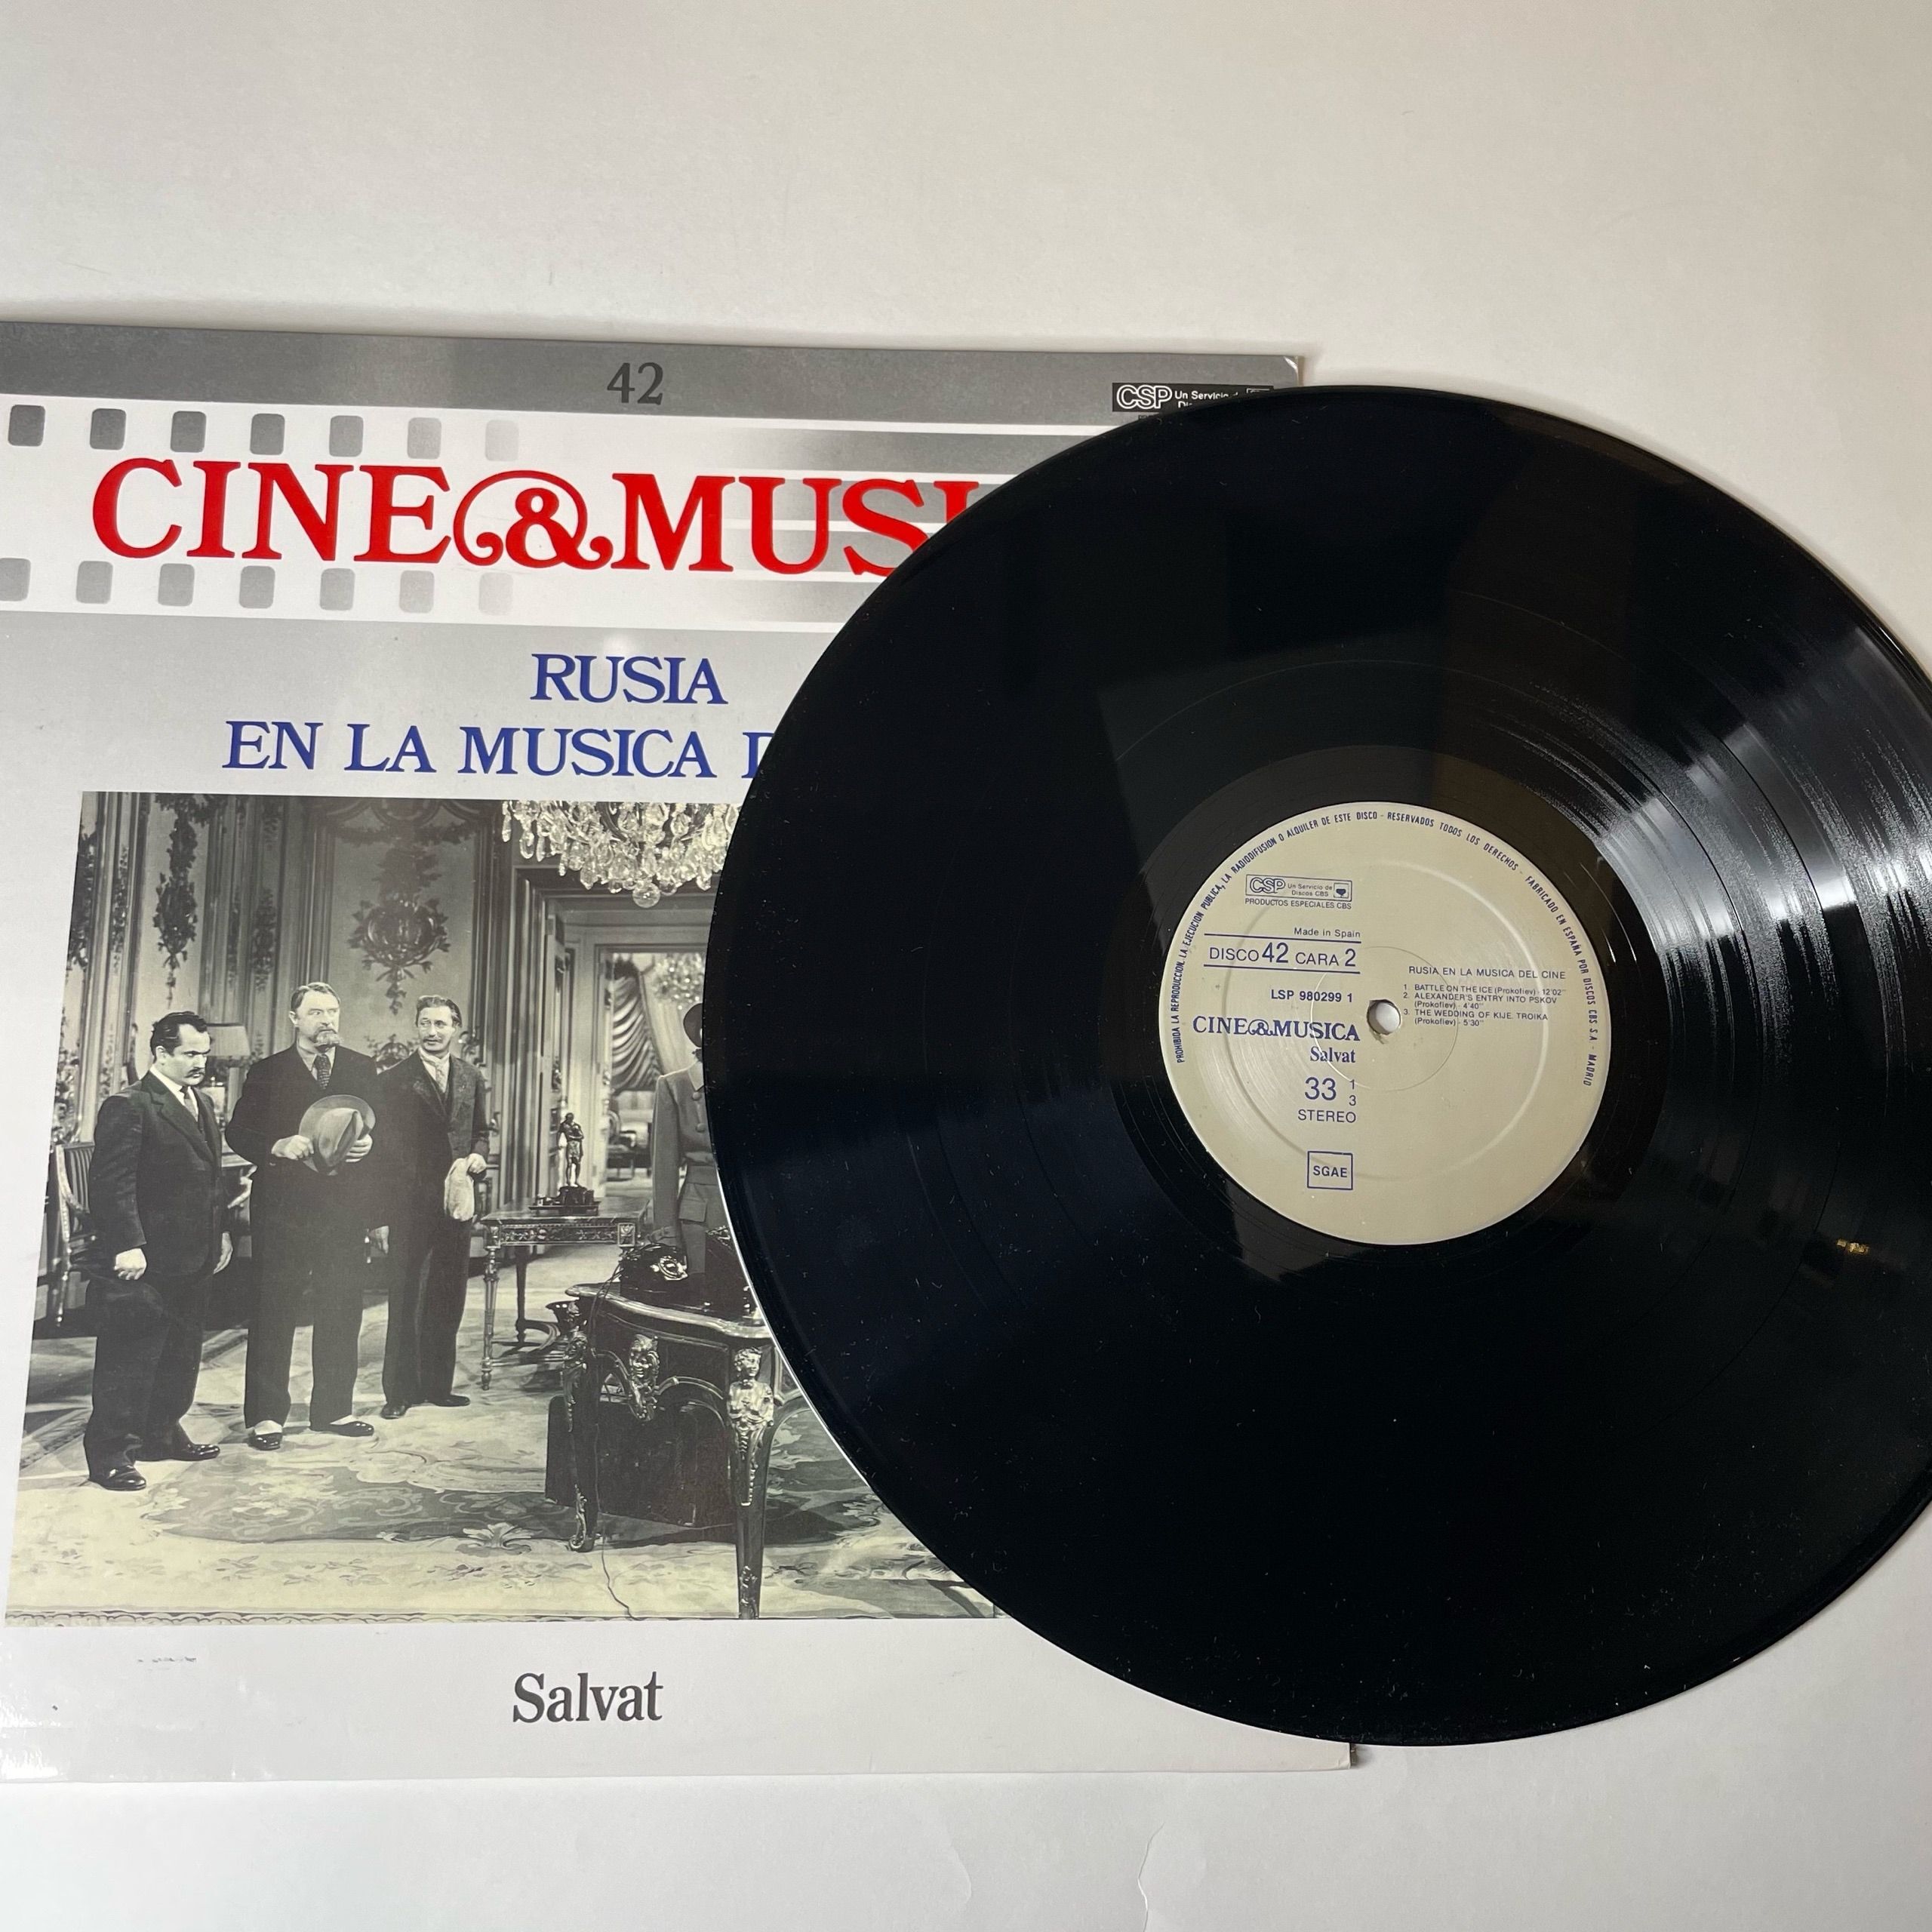 42
CSP Un Servicio d
CINE&MUSI
RUSIA
EN LA MUSICA D
Salvat
PROHIBIDA LA REPRODUCCION, LA EJECUCION PUBLICA, LA RADIODIFUSION O ALQUILER DE ESTE DISCO - RESERVADOS TODOS LOS DERECHOS - FABRICADO EN ESPAÑA POR DISCOS CBS S.A. - MADRID
CSP Un Servicio de
Discos CBS
PRODUCTOS ESPECIALES CBS
Made in Spain
DISCO 42 CARA 2
LSP 980299 1
CINE&MUSICA
Salvat
33 1 3
STEREO
SGAE
RUSIA EN LA MUSICA DEL CINE
1. BATTLE ON THE ICE (Prokofiev) - 12'02"
2. ALEXANDER'S ENTRY INTO PSKOV
(Prokofiev) - 4'40"
3. THE WEDDING OF KIJE. TROIKA
(Prokofiev) - 5'30"